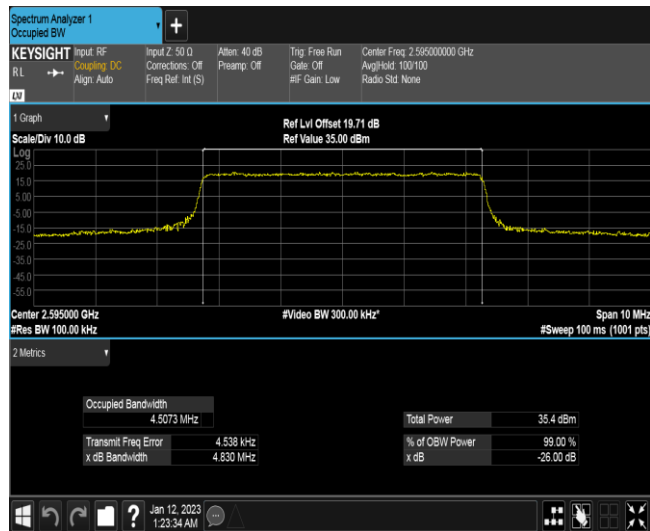 Spectrum Analyzer 1
Occupied BW
+
KEYSIGHT
Input: RF
Coupling: DC
Align: Auto
Input Z: 50 Ω
Corrections: Off
Freq Ref: Int (S)
Atten: 40 dB
Preamp: Off
Trig: Free Run
Gate: Off
#IF Gain: Low
Center Freq: 2.595000000 GHz
Avg|Hold: 100/100
Radio Std: None
RL
LXI
1 Graph
Scale/Div 10.0 dB
Ref Lvl Offset 19.71 dB
Ref Value 35.00 dBm
Log
25.0
15.0
5.00
-5.00
-15.0
-25.0
-35.0
-45.0
-55.0
Center 2.595000 GHz
#Video BW 300.00 kHz*
Span 10 MHz
#Res BW 100.00 kHz
#Sweep 100 ms (1001 pts)
2 Metrics
Occupied Bandwidth
4.5073 MHz
Total Power 35.4 dBm
Transmit Freq Error 4.538 kHz
% of OBW Power 99.00 %
x dB Bandwidth 4.830 MHz
x dB -26.00 dB
?
Jan 12, 2023
1:23:34 AM